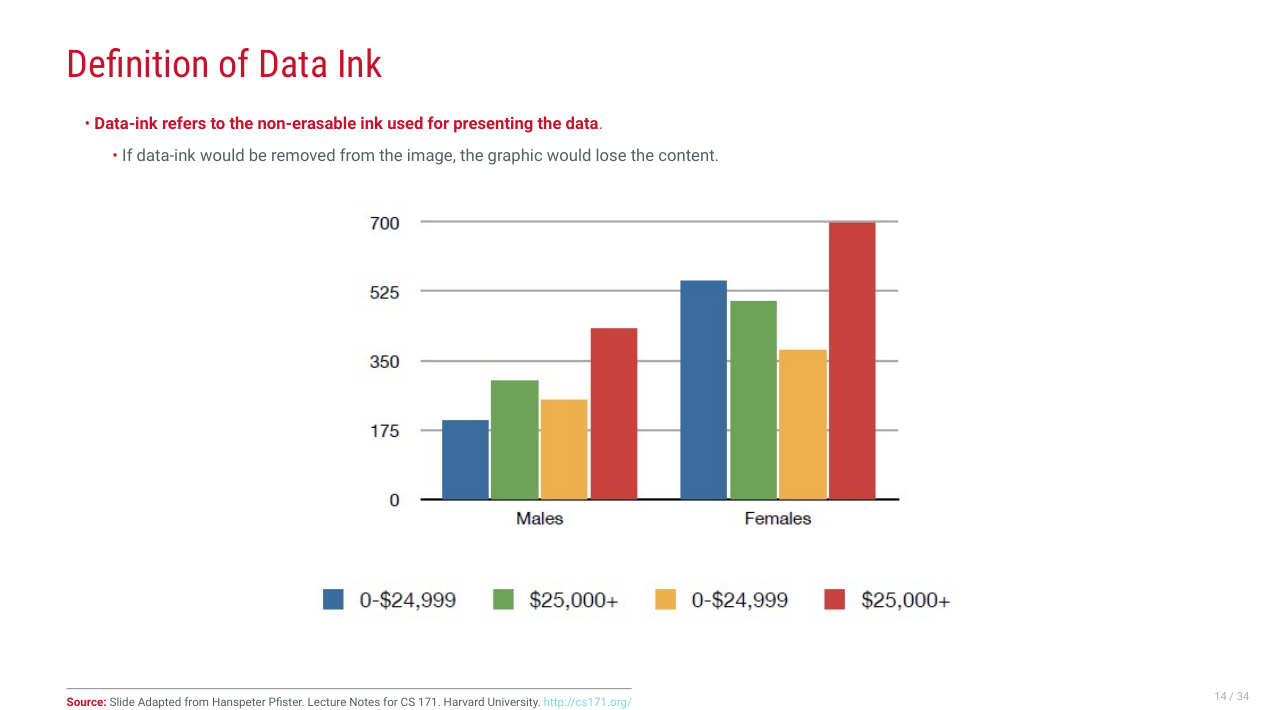 Definition of Data Ink
• Data-ink refers to the non-erasable ink used for presenting the data.
• If data-ink would be removed from the image, the graphic would lose the content.
700
525
350
175
0
Males Females
0-$24,999 $25,000+ 0-$24,999 $25,000+
Source: Slide Adapted from Hanspeter Pfister. Lecture Notes for CS 171. Harvard University. http://cs171.org/
14 / 34